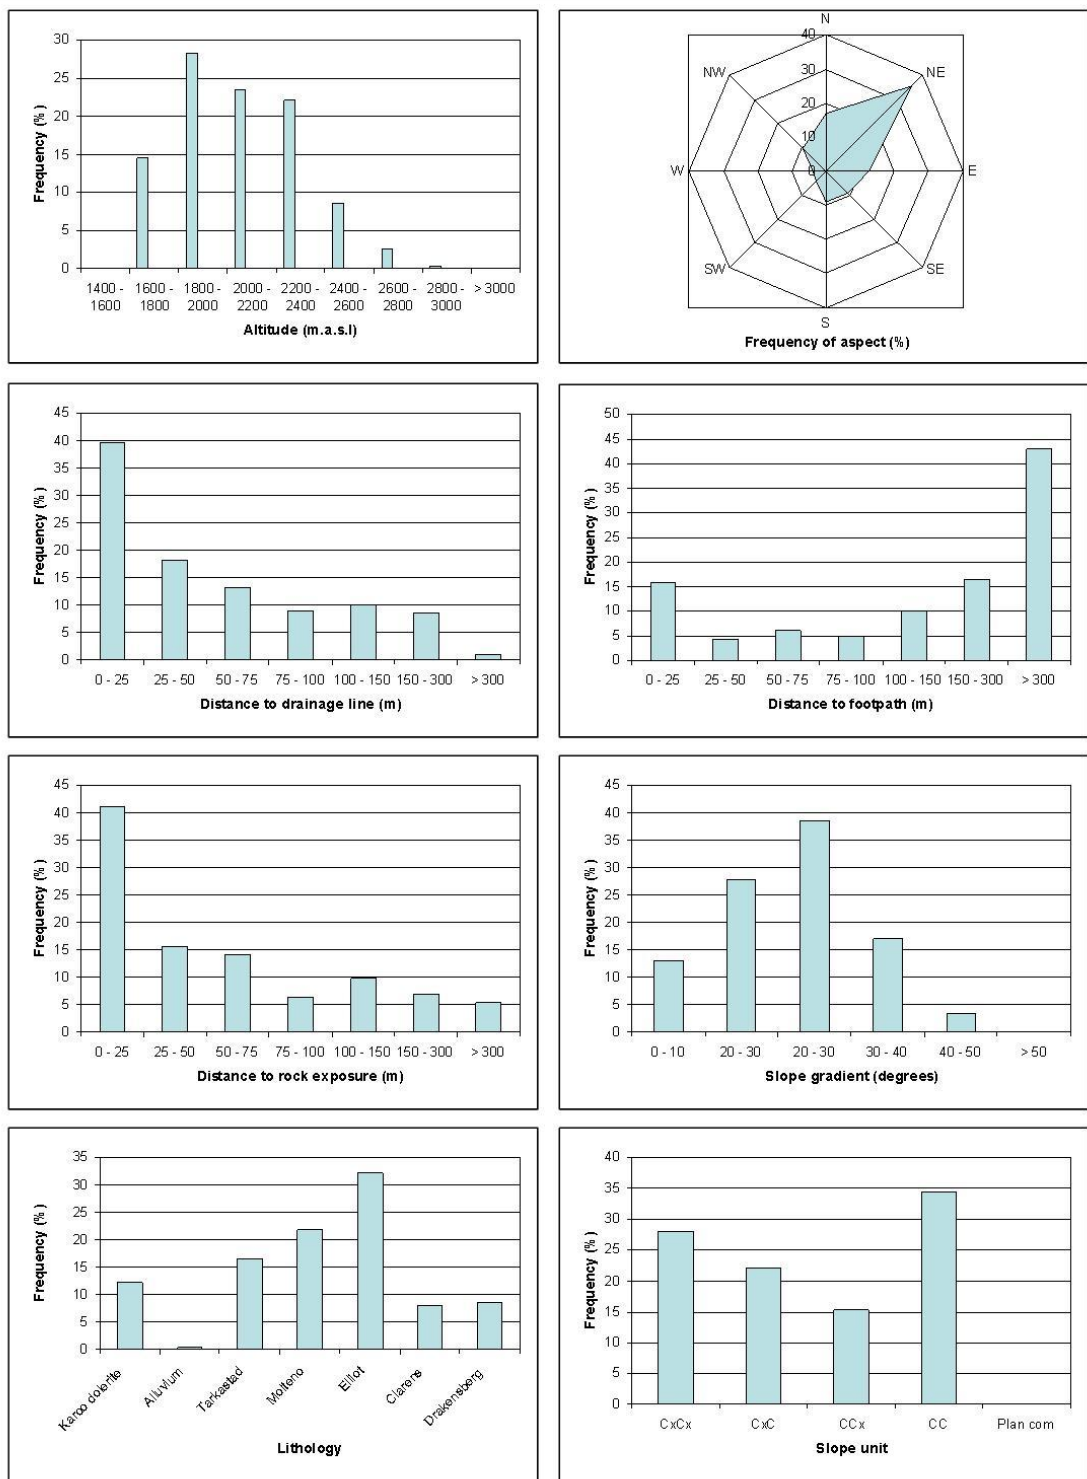 30
25
20
15
10
5
0
Frequency (%)
1400 - 1600 - 1800 - 2000 - 2200 - 2400 - 2600 - 2800 - > 3000
1600 1800 2000 2200 2400 2600 2800 3000
Altitude (m.a.s.l)
N
40
NW NE
30
20
10
W 0 E
SW SE
S
Frequency of aspect (%)
45
40
35
30
25
20
15
10
5
0
Frequency (%)
0 - 25 25 - 50 50 - 75 75 - 100 100 - 150 150 - 300 > 300
Distance to drainage line (m)
50
45
40
35
30
25
20
15
10
5
0
Frequency (%)
0 - 25 25 - 50 50 - 75 75 - 100 100 - 150 150 - 300 > 300
Distance to footpath (m)
45
40
35
30
25
20
15
10
5
0
Frequency (%)
0 - 25 25 - 50 50 - 75 75 - 100 100 - 150 150 - 300 > 300
Distance to rock exposure (m)
45
40
35
30
25
20
15
10
5
0
Frequency (%)
0 - 10 20 - 30 20 - 30 30 - 40 40 - 50 > 50
Slope gradient (degrees)
35
30
25
20
15
10
5
0
Frequency (%)
Karoo dolerite
Alluvium
Tarkastad
Molteno
Elliot
Clarens
Drakensberg
Lithology
40
35
30
25
20
15
10
5
0
Frequency (%)
CxCx CxC CCx CC Plan com
Slope unit